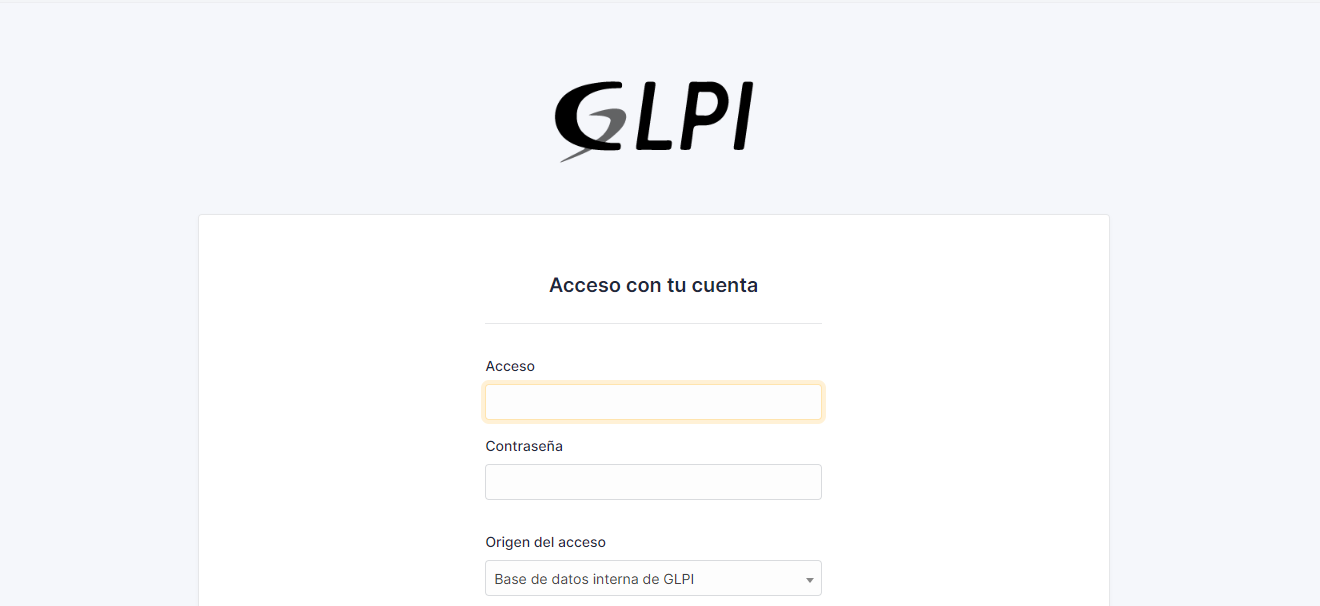 GLPI
Acceso con tu cuenta
Acceso
Contraseña
Origen del acceso
Base de datos interna de GLPI